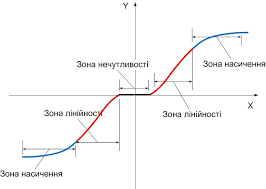 Y
Зона нечутливості
Зона насичення
X
Зона лінійності
Зона лінійності
Зона насичення